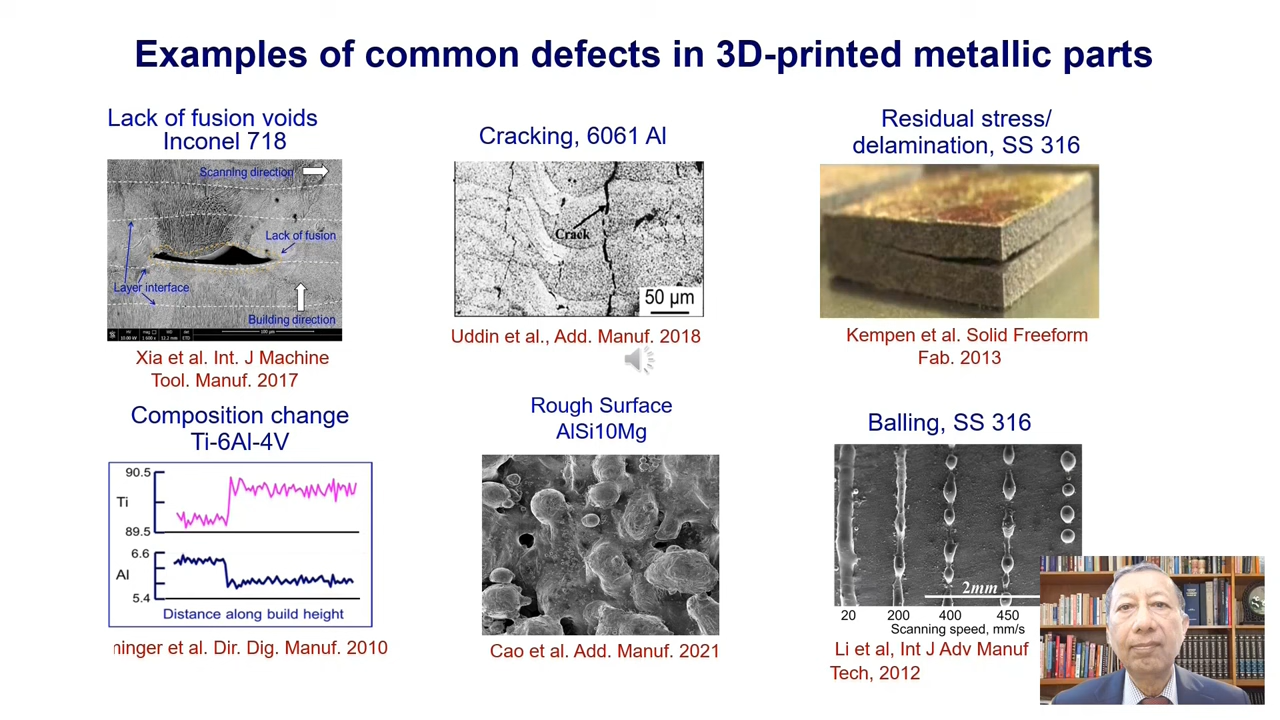 Examples of common defects in 3D-printed metallic parts
Lack of fusion voids
Inconel 718
Scanning direction
Lack of fusion
Layer interface
Building direction
Xia et al. Int. J Machine
Tool. Manuf. 2017
Cracking, 6061 Al
Crack
50 µm
Uddin et al., Add. Manuf. 2018
Residual stress/
delamination, SS 316
Kempen et al. Solid Freeform
Fab. 2013
Composition change
Ti-6Al-4V
90.5
Ti
89.5
6.6
Al
5.4
Distance along build height
ninger et al. Dir. Dig. Manuf. 2010
Rough Surface
AlSi10Mg
Cao et al. Add. Manuf. 2021
Balling, SS 316
2mm
20 200 400 450
Scanning speed, mm/s
Li et al, Int J Adv Manuf
Tech, 2012